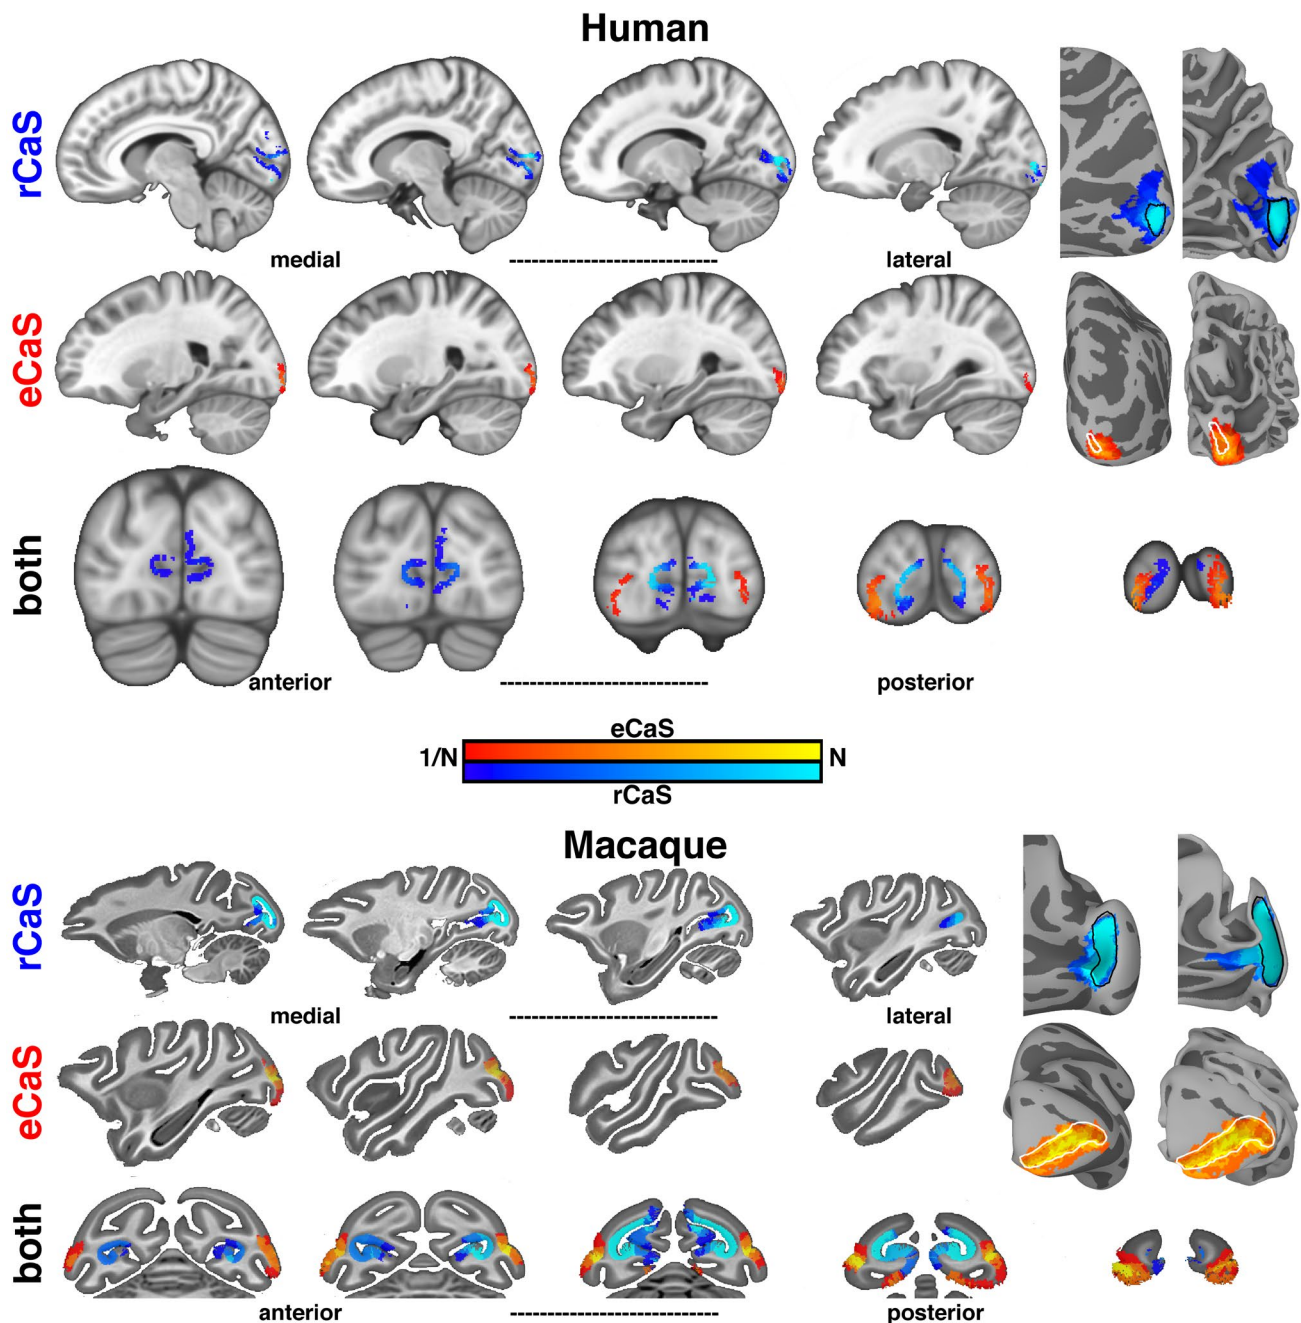 Human
rCaS
medial -------------------------- lateral
eCaS
both
anterior -------------------------- posterior
eCaS
1/N N
rCaS
Macaque
rCaS
medial -------------------------- lateral
eCaS
both
anterior -------------------------- posterior